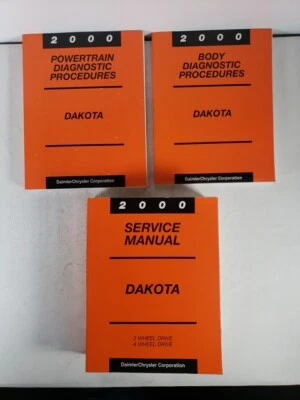 2000
POWERTRAIN
DIAGNOSTIC
PROCEDURES
DAKOTA
DaimlerChrysler Corporation
2000
BODY
DIAGNOSTIC
PROCEDURES
DAKOTA
DaimlerChrysler Corporation
2000
SERVICE
MANUAL
DAKOTA
2 WHEEL DRIVE
4 WHEEL DRIVE
DaimlerChrysler Corporation